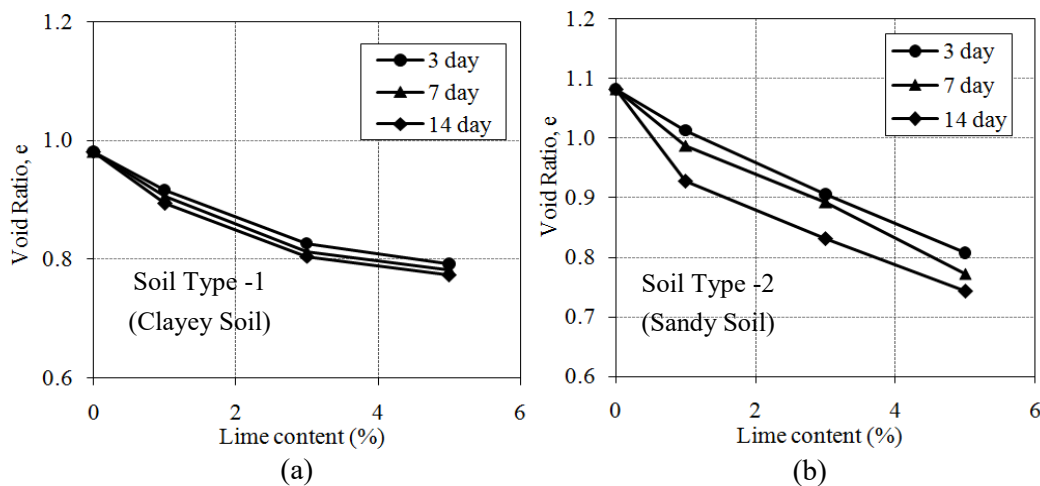 1.2
1.0
0.8
0.6
Void Ratio, e
3 day
7 day
14 day
Soil Type -1
(Clayey Soil)
0
2
4
6
Lime content (%)
(a)
1.2
1.1
1.0
0.9
0.8
0.7
0.6
Void Ratio, e
3 day
7 day
14 day
Soil Type -2
(Sandy Soil)
0
2
4
6
Lime content (%)
(b)